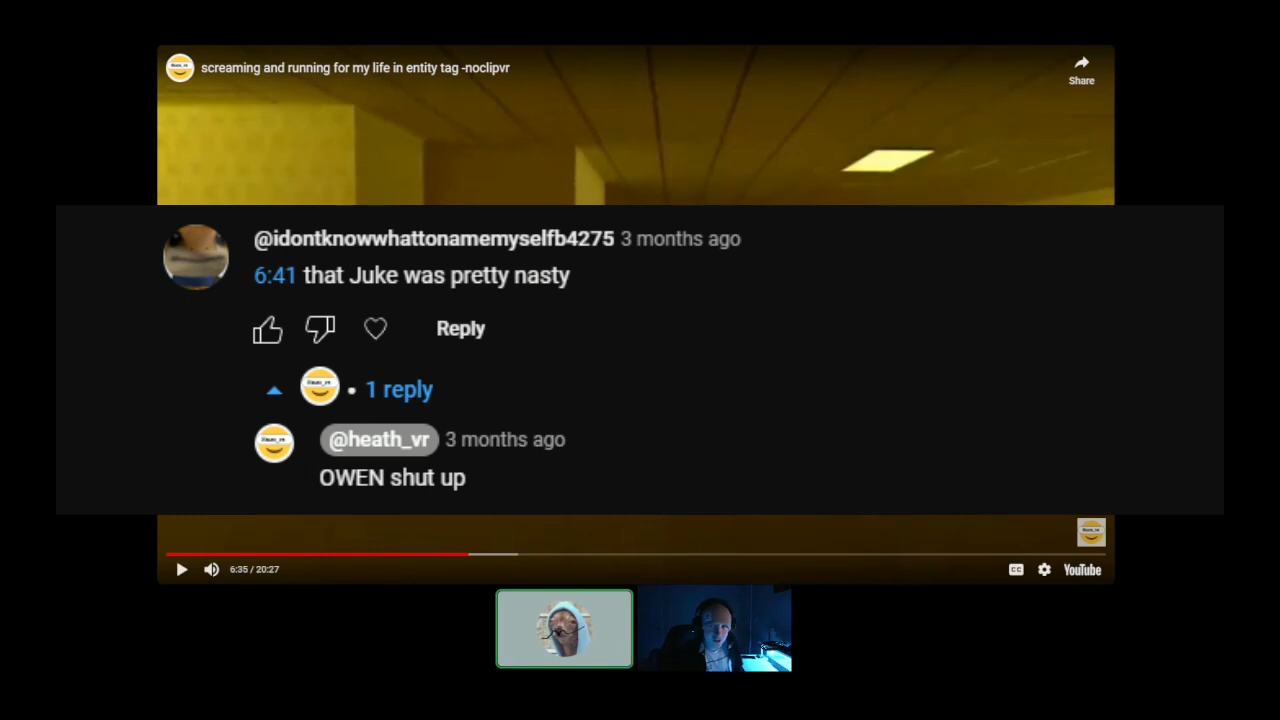 screaming and running for my life in entity tag -noclipvr
Share
@idontknowwhattonamemyselfb4275 3 months ago
6:41 that Juke was pretty nasty
Reply
1 reply
@heath_vr 3 months ago
OWEN shut up
6:35 / 20:27
CC
YouTube